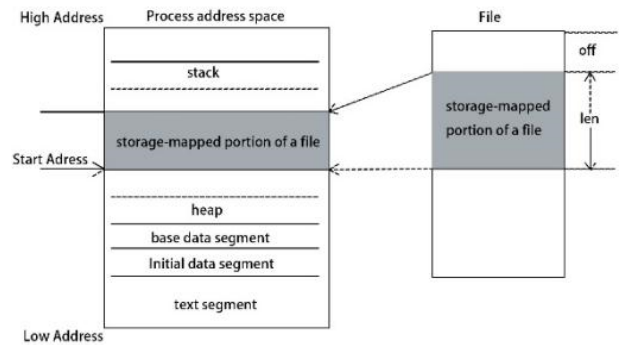 High Address
Process address space
File
off
stack
storage-mapped
portion of a file
len
storage-mapped portion of a file
Start Adress
heap
base data segment
Initial data segment
text segment
Low Address